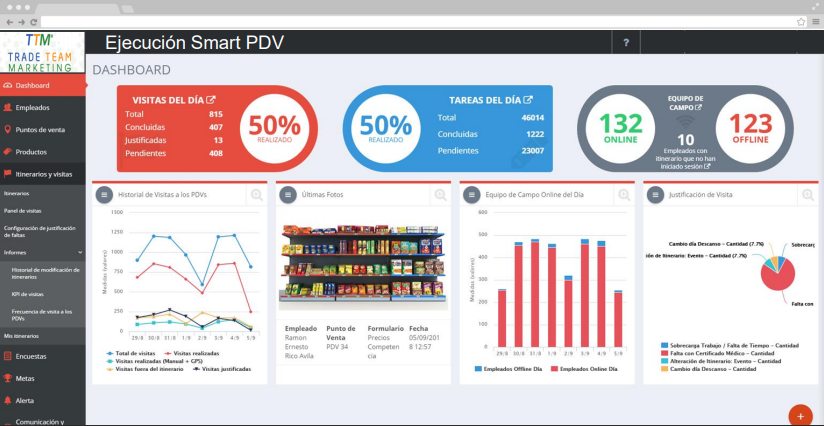 TTM
TRADE TEAM
MARKETING
Ejecución Smart PDV
?
Dashboard
Empleados
Puntos de venta
Productos
Itinerarios y visitas
Itinerarios
Panel de visitas
Configuración de justificación
de faltas
Informes
Historial de modificación de
itinerarios
KPI de visitas
Frecuencia de visita a los
PDVs
Mis itinerarios
Encuestas
Metas
Alerta
Comunicación y
DASHBOARD
VISITAS DEL DÍA
Total 815
Concluidas 407
Justificadas 13
Pendientes 408
50%
REALIZADO
50%
REALIZADO
TAREAS DEL DÍA
Total 46014
Concluidas 1222
Pendientes 23007
132
ONLINE
EQUIPO DE
CAMPO
10
Empleados con
itinerario que no han
iniciado sesión
123
OFFLINE
Historial de Visitas a los PDVs
Medidas (valores)
1500
1250
1000
750
500
250
0
29/8 30/8 31/8 1/9 2/9 3/9 4/9 5/9
Total de visitas Visitas realizadas
Visitas realizadas (Manual + GPS)
Visitas fuera del itinerario Visitas justificadas
Últimas Fotos
Empleado Punto de Formulario Fecha
Venta
Ramon PDV 34 Precios 05/09/201
Ernesto Competen 8 12:57
Rico Avila cia
Equipo de Campo Online del Día
Medidas (valores)
600
500
400
300
200
100
0
29/8 30/8 31/8 1/9 2/9 3/9 4/9 5/9
Empleados Offline Día Empleados Online Día
Justificación de Visita
Cambio día Descanso – Cantidad (7.7%)
Sobrecarg
ión de Itinerario: Evento – Cantidad (7.7%)
Falta con
Sobrecarga Trabajo / Falta de Tiempo – Cantidad
Falta con Certificado Médico – Cantidad
Alteración de Itinerario: Evento – Cantidad
Cambio día Descanso – Cantidad
+